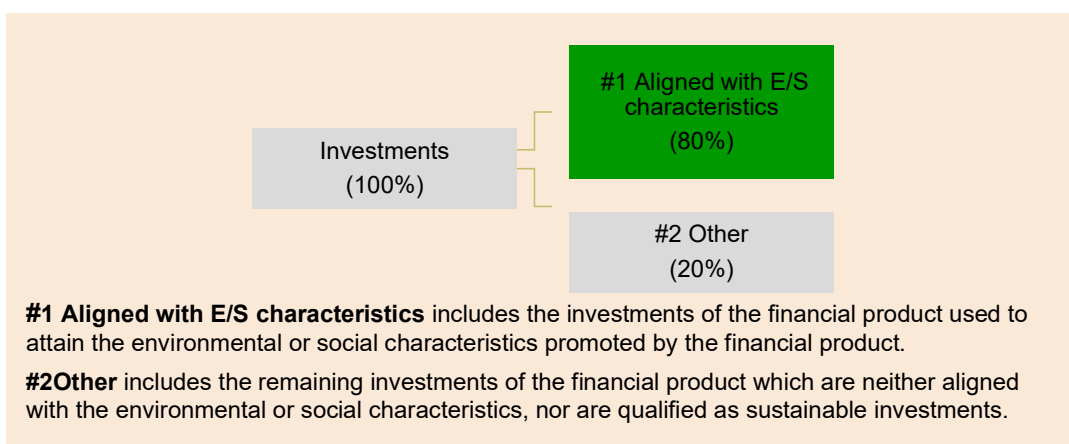 #1 Aligned with E/S
characteristics
(80%)
Investments
(100%)
#2 Other
(20%)
#1 Aligned with E/S characteristics includes the investments of the financial product used to
attain the environmental or social characteristics promoted by the financial product.
#2Other includes the remaining investments of the financial product which are neither aligned
with the environmental or social characteristics, nor are qualified as sustainable investments.